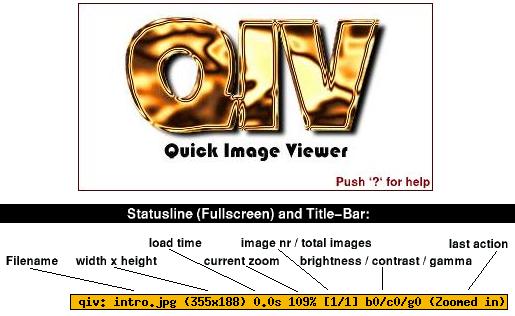 QIV
Quick Image Viewer
Push '?' for help
Statusline (Fullscreen) and Title-Bar:
load time image nr / total images last action
Filename width x height current zoom brightness / contrast / gamma
qiv: intro.jpg (355x188) 0.0s 109% [1/1] b0/c0/g0 (Zoomed in)